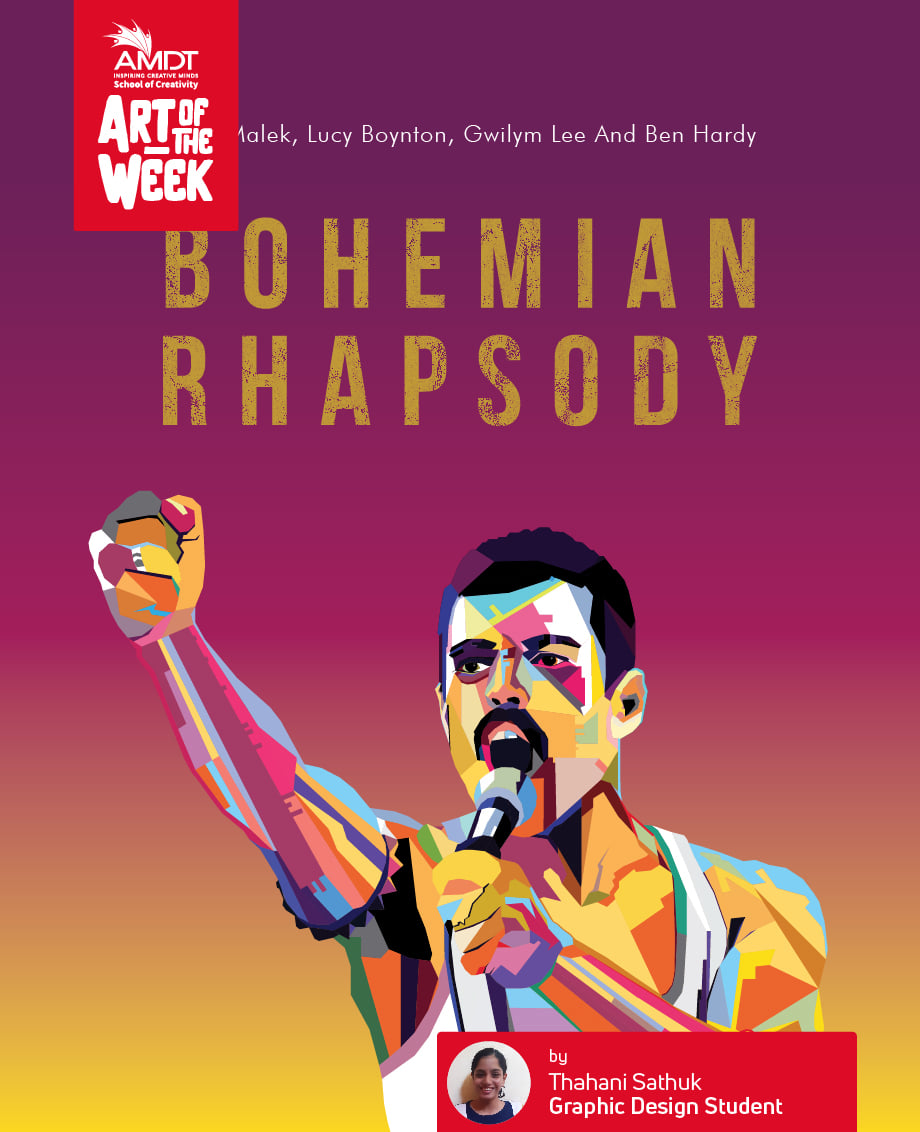 AMDT
INSPIRING CREATIVE MINDS
School of Creativity
ART OF
THE
WEEK
Malek, Lucy Boynton, Gwilym Lee And Ben Hardy
BOHEMIAN
RHAPSODY
by
Thahani Sathuk
Graphic Design Student